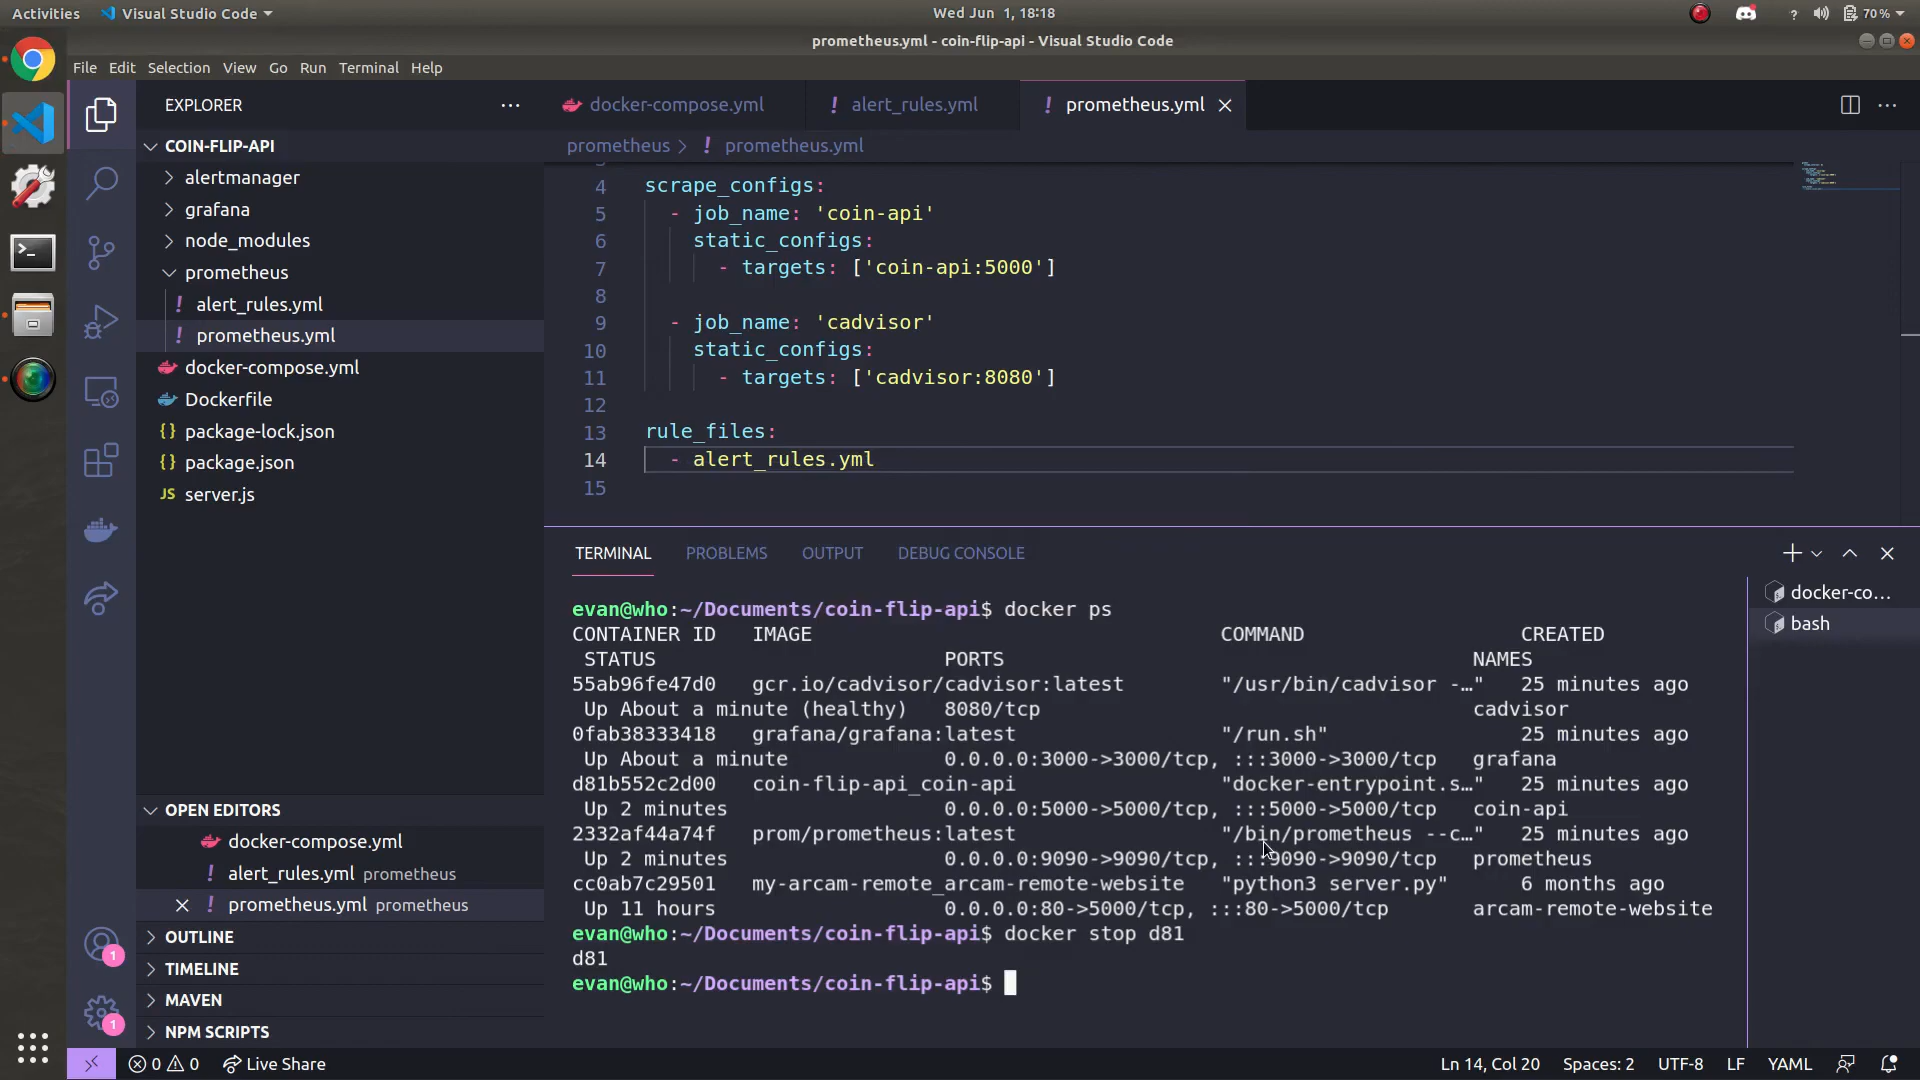 Activities
Visual Studio Code
Wed Jun 1, 18:18
?
70%
prometheus.yml - coin-flip-api - Visual Studio Code
File Edit Selection View Go Run Terminal Help
EXPLORER
COIN-FLIP-API
alertmanager
grafana
node_modules
prometheus
! alert_rules.yml
! prometheus.yml
docker-compose.yml
Dockerfile
{} package-lock.json
{} package.json
JS server.js
OPEN EDITORS
docker-compose.yml
! alert_rules.yml prometheus
! prometheus.yml prometheus
OUTLINE
TIMELINE
MAVEN
NPM SCRIPTS
1
1
docker-compose.yml
! alert_rules.yml
! prometheus.yml
prometheus > ! prometheus.yml
4 scrape_configs:
5 - job_name: 'coin-api'
6 static_configs:
7 - targets: ['coin-api:5000']
8
9 - job_name: 'cadvisor'
10 static_configs:
11 - targets: ['cadvisor:8080']
12
13 rule_files:
14 - alert_rules.yml
15
TERMINAL PROBLEMS OUTPUT DEBUG CONSOLE
docker-co...
bash
evan@who:~/Documents/coin-flip-api$ docker ps
CONTAINER ID IMAGE COMMAND CREATED
STATUS PORTS NAMES
55ab96fe47d0 gcr.io/cadvisor/cadvisor:latest "/usr/bin/cadvisor -…" 25 minutes ago
Up About a minute (healthy) 8080/tcp cadvisor
0fab38333418 grafana/grafana:latest "/run.sh" 25 minutes ago
Up About a minute 0.0.0.0:3000->3000/tcp, :::3000->3000/tcp grafana
d81b552c2d00 coin-flip-api_coin-api "docker-entrypoint.s…" 25 minutes ago
Up 2 minutes 0.0.0.0:5000->5000/tcp, :::5000->5000/tcp coin-api
2332af44a74f prom/prometheus:latest "/bin/prometheus --c…" 25 minutes ago
Up 2 minutes 0.0.0.0:9090->9090/tcp, :::9090->9090/tcp prometheus
cc0ab7c29501 my-arcam-remote_arcam-remote-website "python3 server.py" 6 months ago
Up 11 hours 0.0.0.0:80->5000/tcp, :::80->5000/tcp arcam-remote-website
evan@who:~/Documents/coin-flip-api$ docker stop d81
d81
evan@who:~/Documents/coin-flip-api$
0 0 Live Share
Ln 14, Col 20 Spaces: 2 UTF-8 LF YAML